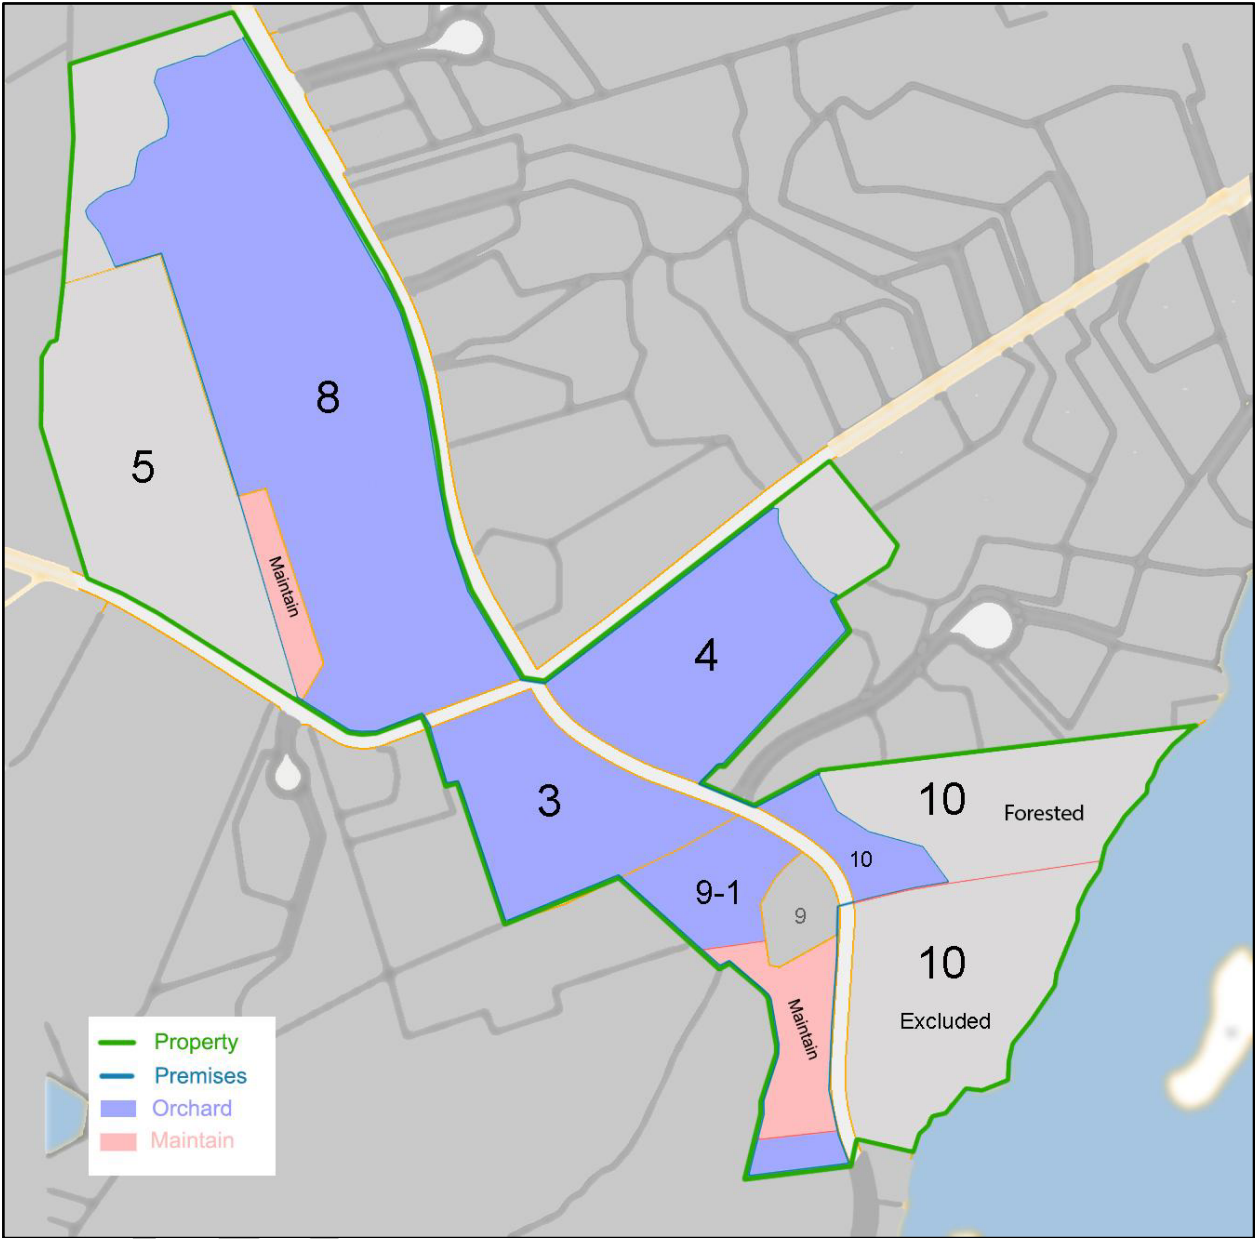 8
5
Maintain
4
3
10
Forested
10
9-1
9
10
Excluded
Maintain
Property
Premises
Orchard
Maintain